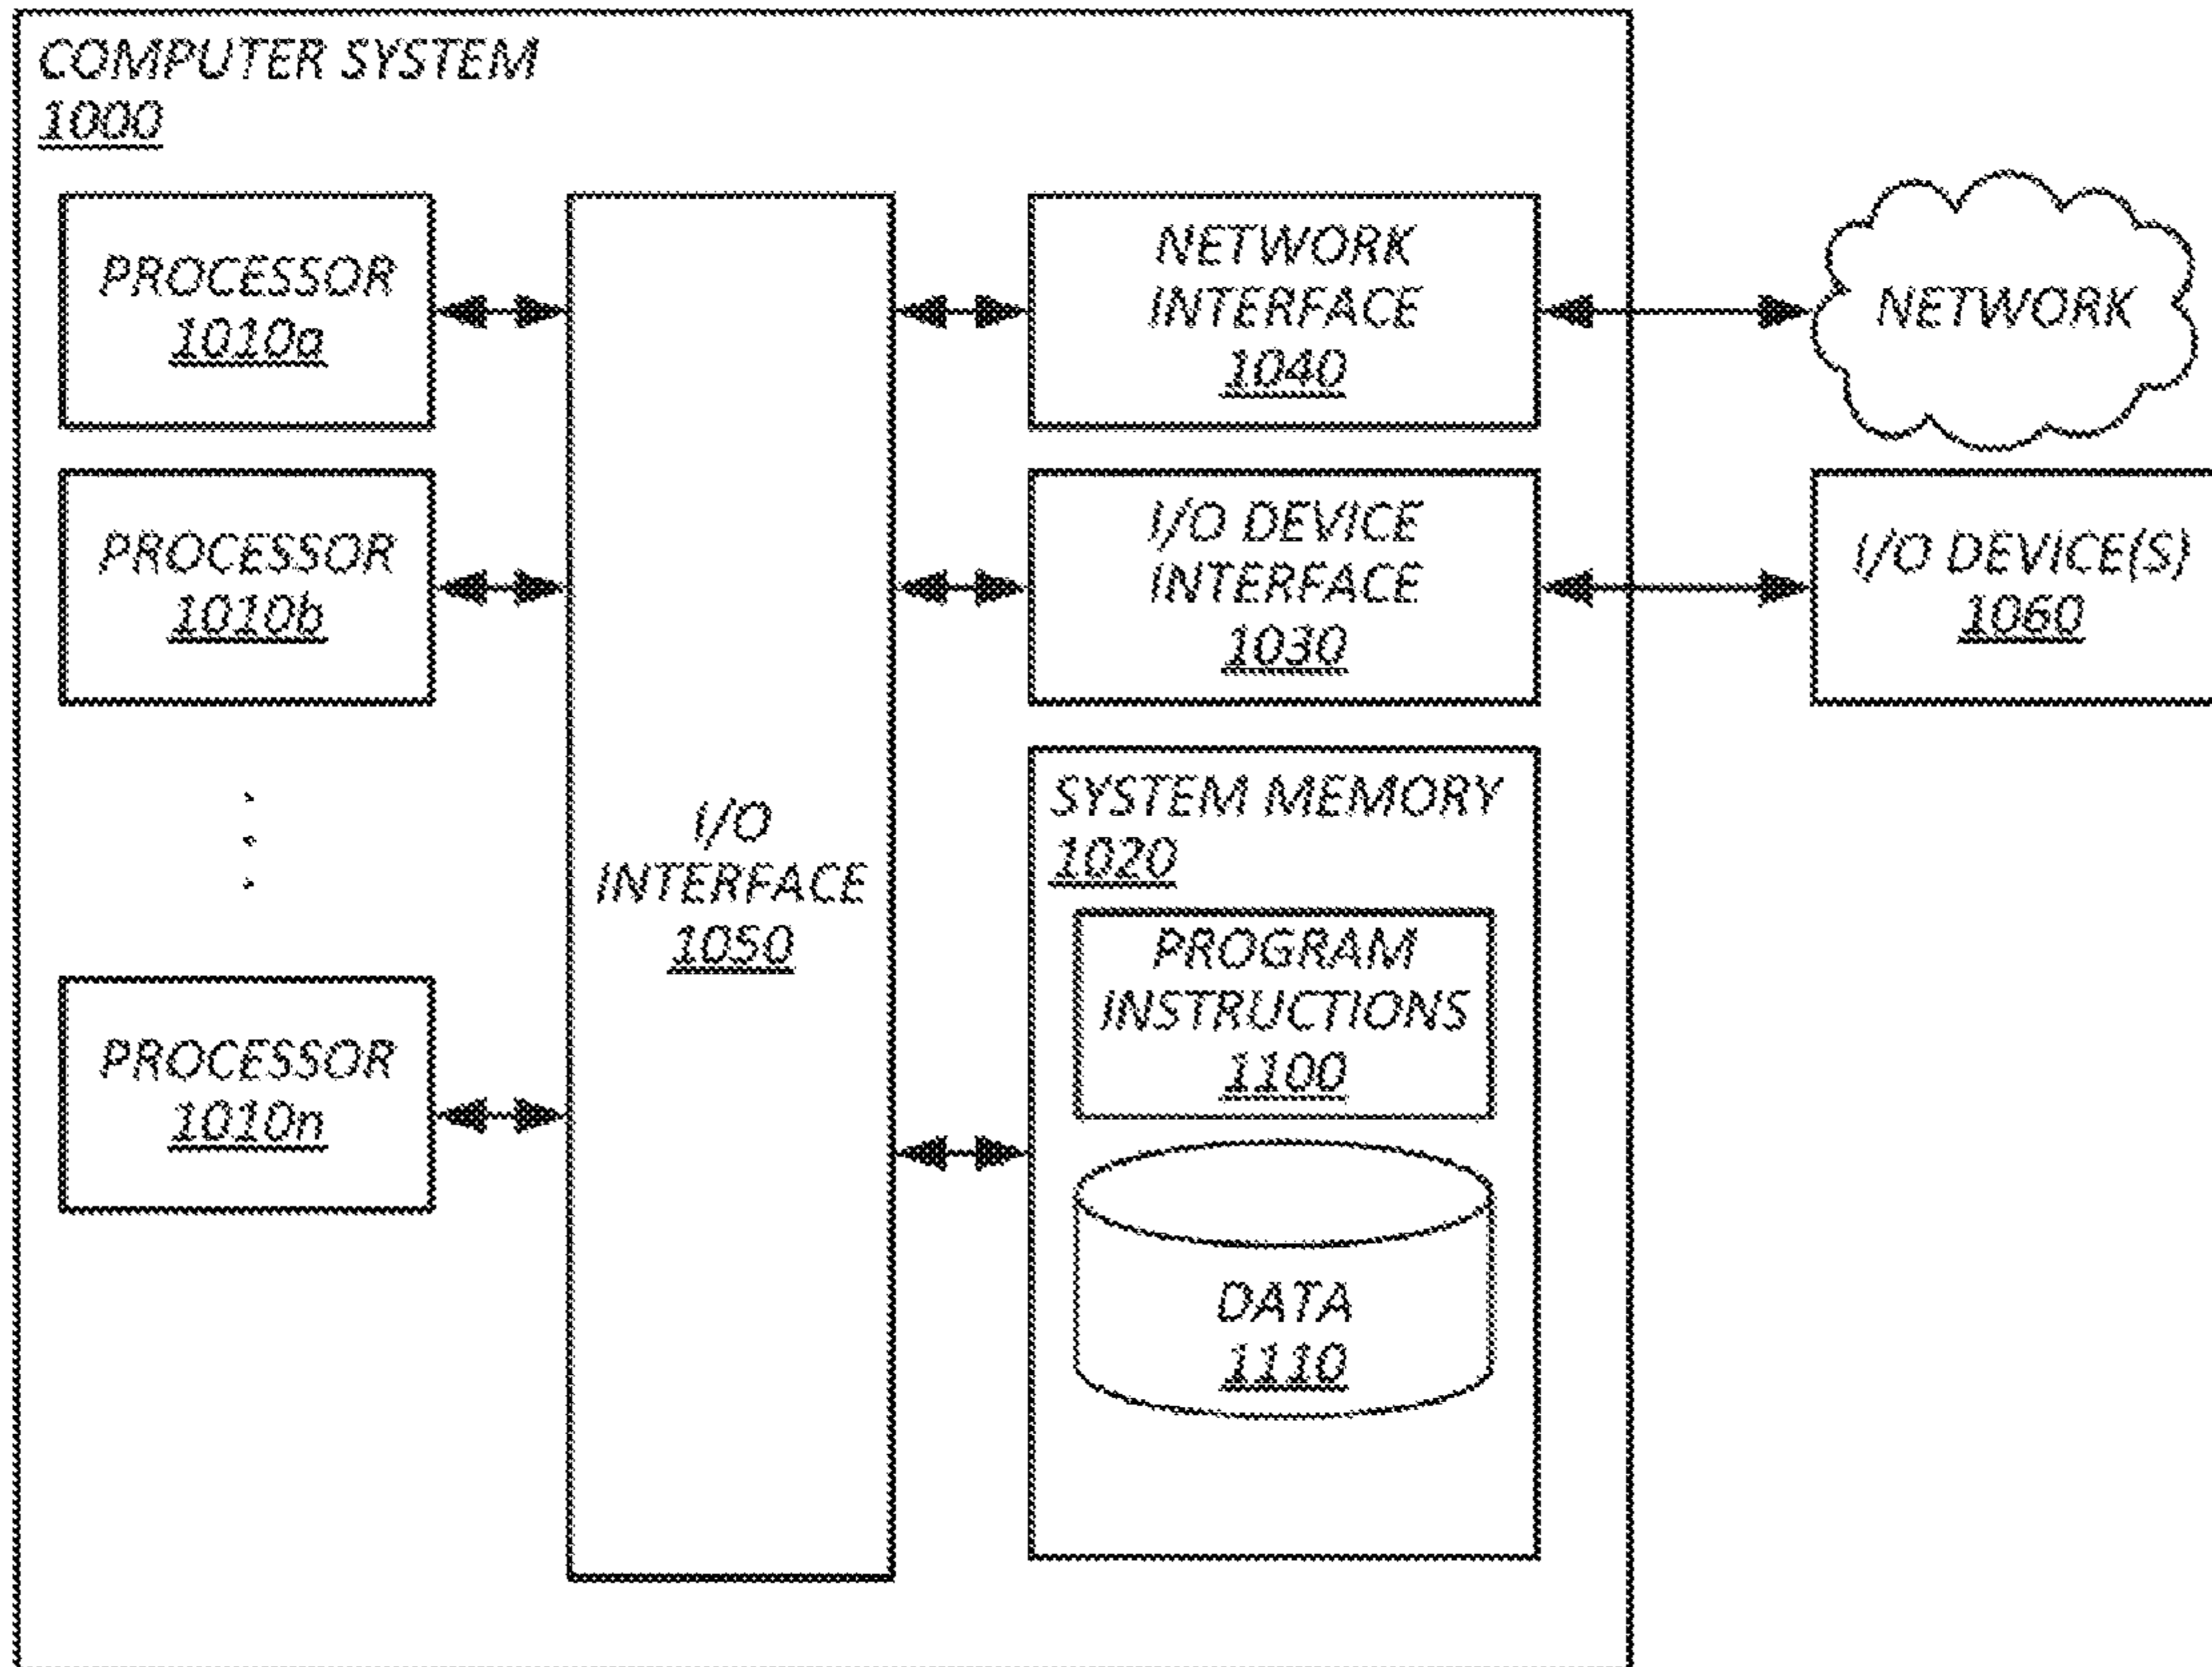 COMPUTER SYSTEM
1000
PROCESSOR
1010a
PROCESSOR
1010b
PROCESSOR
1010n
I/O
INTERFACE
1050
NETWORK
INTERFACE
1040
I/O DEVICE
INTERFACE
1030
SYSTEM MEMORY
1020
PROGRAM
INSTRUCTIONS
1100
DATA
1110
NETWORK
I/O DEVICE(S)
1060